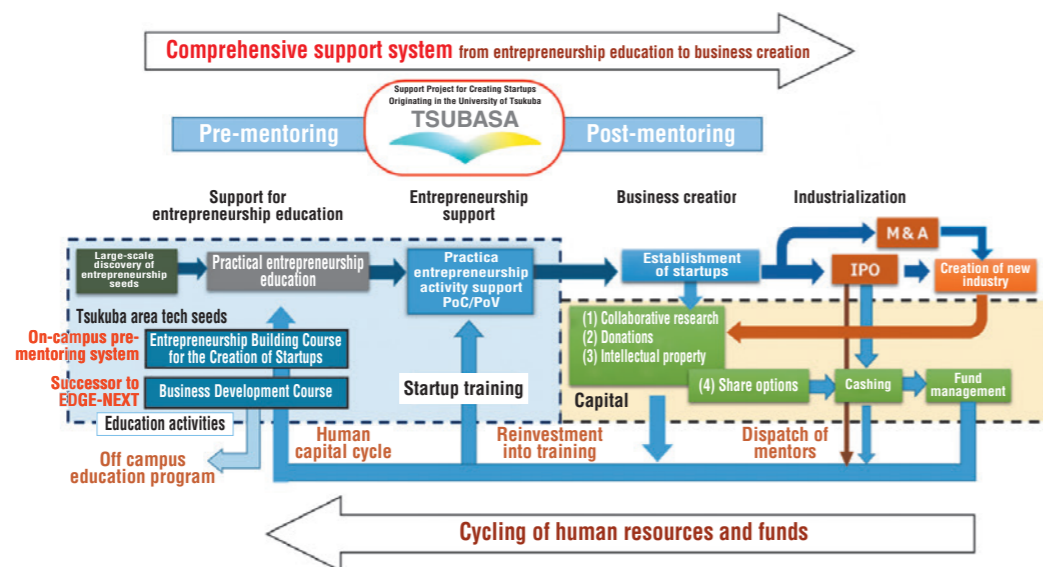 Comprehensive support system from entrepreneurship education to business creation
Support Project for Creating Startups
Originating in the University of Tsukuba
TSUBASA
Pre-mentoring
Post-mentoring
Support for
entrepreneurship education
Entrepreneurship
support
Business creation
Industrialization
Large-scale
discovery of
entrepreneurship
seeds
Practical entrepreneurship
education
Practica
entrepreneurship
activity support
PoC/PoV
Establishment
of startups
M & A
IPO
Creation of new
industry
Tsukuba area tech seeds
On-campus pre-
mentoring system
Entrepreneurship Building Course
for the Creation of Startups
Successor to
EDGE-NEXT
Business Development Course
Education activities
Off campus
education program
Startup training
(1) Collaborative research
(2) Donations
(3) Intellectual property
(4) Share options
Cashing
Fund
management
Capital
Human
capital cycle
Reinvestment
into training
Dispatch of
mentors
Cycling of human resources and funds